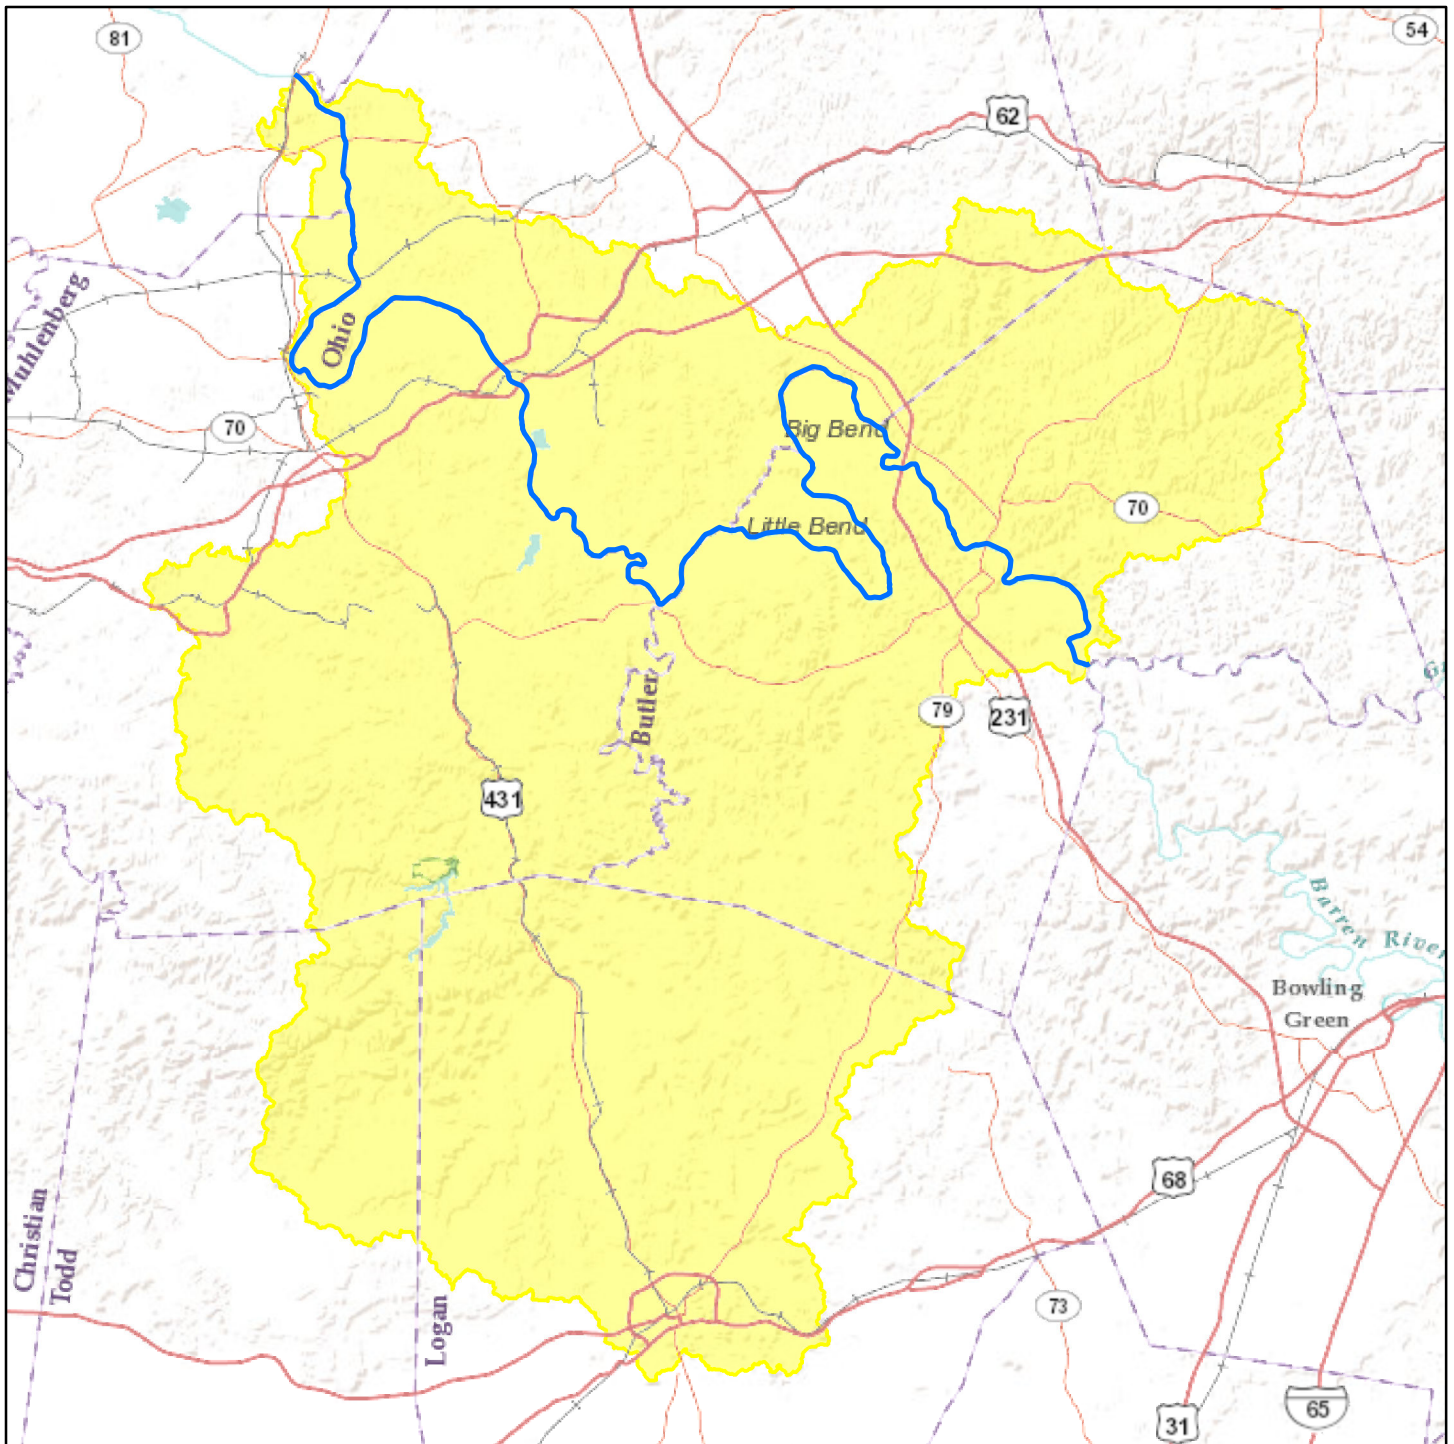 81
54
62
Muhlenberg
Ohio
70
Big Bend
70
Little Bend
Butler
79
231
431
Barren River
Bowling
Green
68
Christian
Todd
Logan
73
65
31